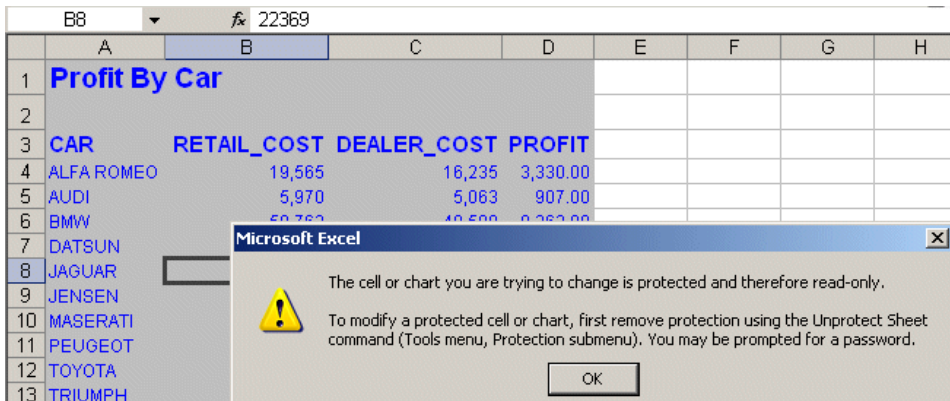 B8 fx 22369
A B C D E F G H
1 Profit By Car
2
3 CAR RETAIL_COST DEALER_COST PROFIT
4 ALFA ROMEO 19,565 16,235 3,330.00
5 AUDI 5,970 5,063 907.00
6 BMW
7 DATSUN
8 JAGUAR
9 JENSEN
10 MASERATI
11 PEUGEOT
12 TOYOTA
13 TRIUMPH
Microsoft Excel
The cell or chart you are trying to change is protected and therefore read-only.
To modify a protected cell or chart, first remove protection using the Unprotect Sheet
command (Tools menu, Protection submenu). You may be prompted for a password.
OK